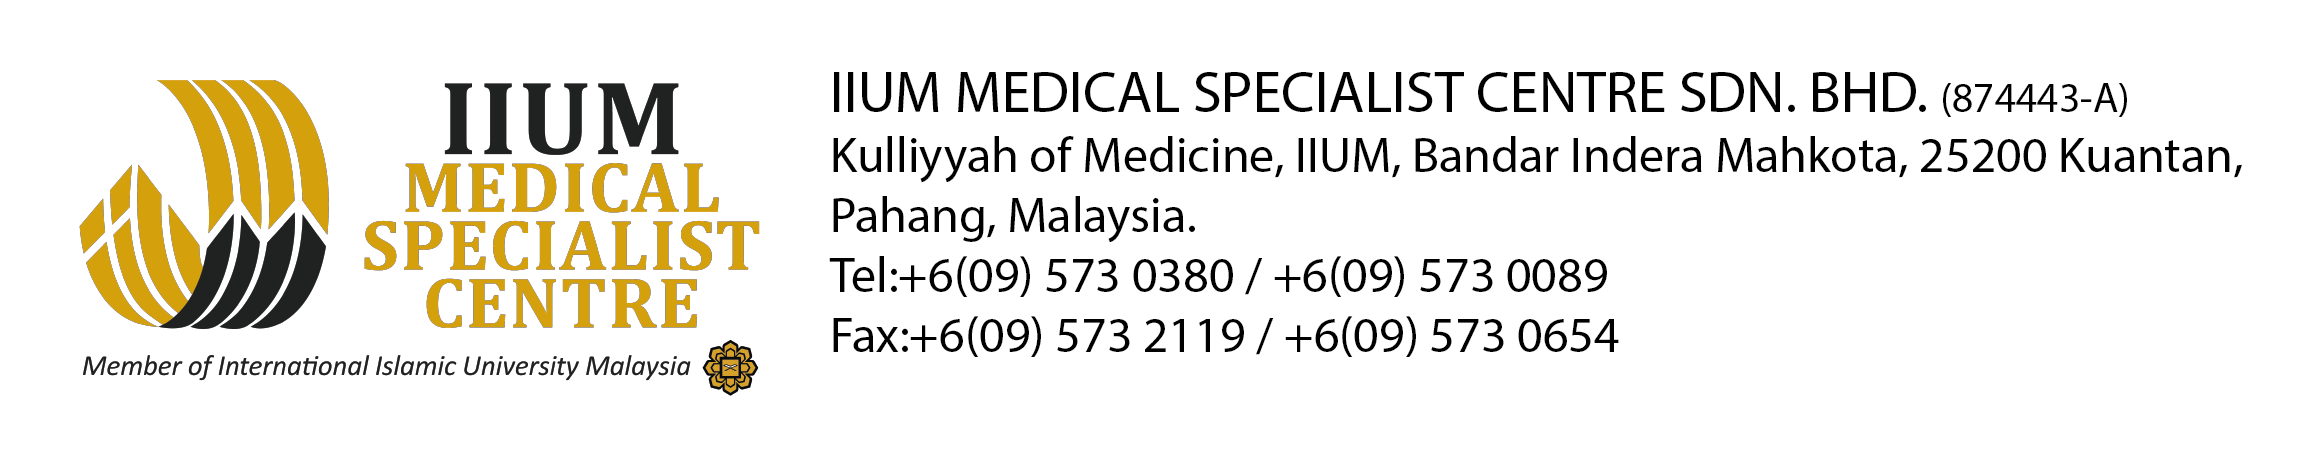 IIUM
MEDICAL
SPECIALIST
CENTRE
Member of International Islamic University Malaysia
IIUM MEDICAL SPECIALIST CENTRE SDN. BHD. (874443-A)
Kulliyyah of Medicine, IIUM, Bandar Indera Mahkota, 25200 Kuantan,
Pahang, Malaysia.
Tel:+6(09) 573 0380 / +6(09) 573 0089
Fax:+6(09) 573 2119 / +6(09) 573 0654